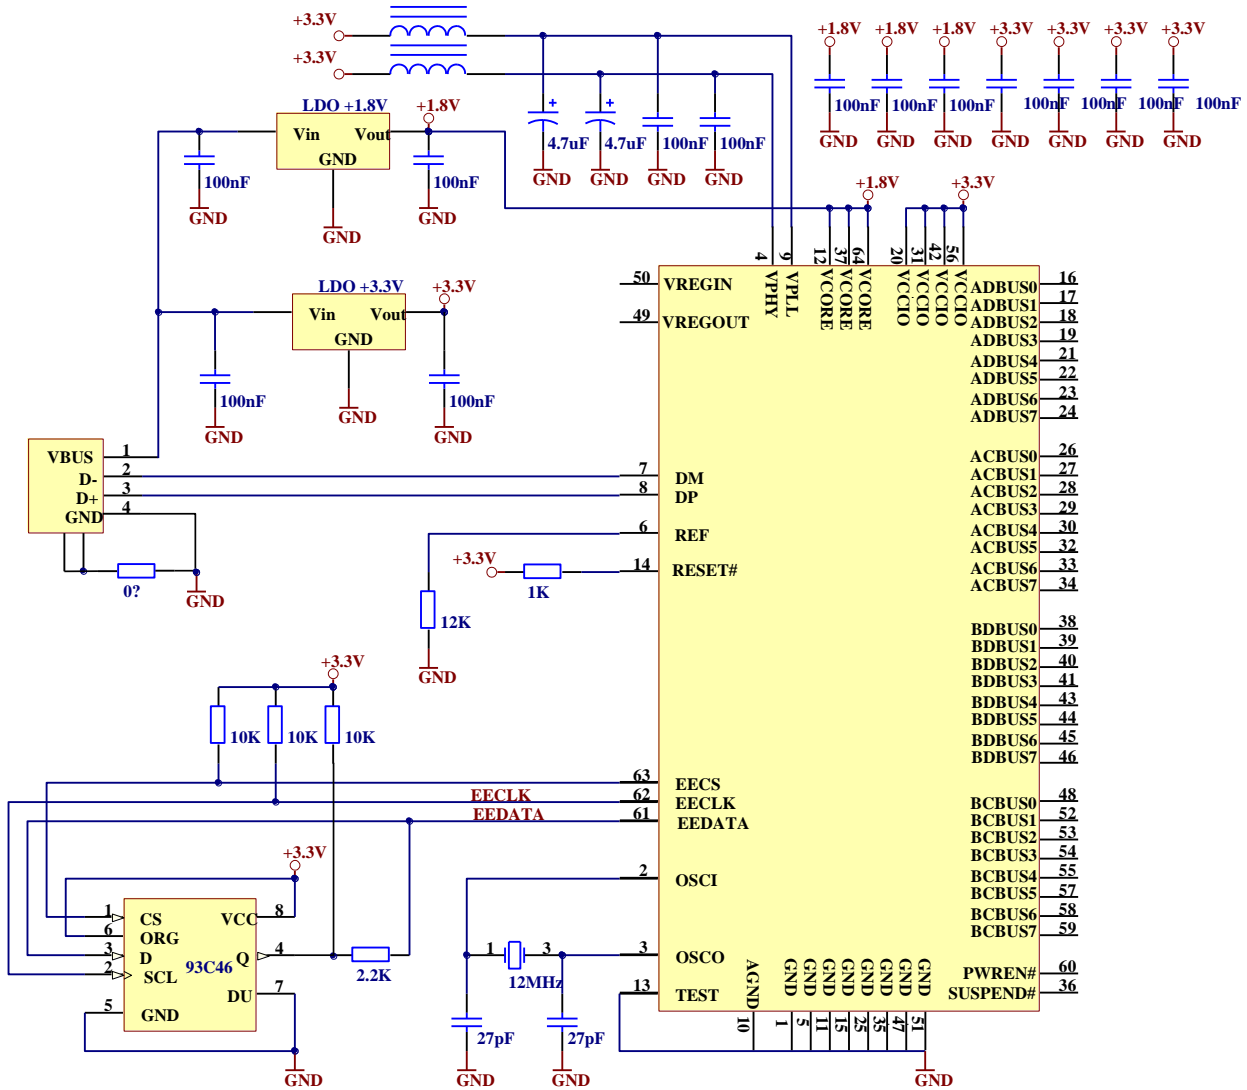 +3.3V
+3.3V
4.7uF 4.7uF 100nF 100nF
GND GND GND GND
+1.8V +1.8V +1.8V +3.3V +3.3V +3.3V +3.3V
100nF 100nF 100nF 100nF 100nF 100nF 100nF
GND GND GND GND GND GND GND
LDO +1.8V
+1.8V
Vin Vout
GND
100nF 100nF
GND GND
GND
LDO +3.3V
+3.3V
Vin Vout
GND
100nF 100nF
GND GND
GND
VBUS 1
D- 2
D+ 3
GND 4
0?
GND
+1.8V +3.3V
4 9 12 37 64 20 31 42 56
VPHY VPLL VCORE VCORE VCORE VCCIO VCCIO VCCIO VCCIO
50 VREGIN
49 VREGOUT
7 DM
8 DP
6 REF
14 RESET#
+3.3V
1K
12K
GND
+3.3V
10K 10K 10K
63 EECS
EECLK 62 EECLK
EEDATA 61 EEDATA
2 OSCI
3 OSCO
13 TEST
1 3
12MHz
27pF 27pF
GND GND
+3.3V
1 CS
6 ORG
3 D
2 SCL
5 GND
93C46
VCC 8
Q 4
DU 7
2.2K
GND
ADBUS0 16
ADBUS1 17
ADBUS2 18
ADBUS3 19
ADBUS4 21
ADBUS5 22
ADBUS6 23
ADBUS7 24
ACBUS0 26
ACBUS1 27
ACBUS2 28
ACBUS3 29
ACBUS4 30
ACBUS5 32
ACBUS6 33
ACBUS7 34
BDBUS0 38
BDBUS1 39
BDBUS2 40
BDBUS3 41
BDBUS4 43
BDBUS5 44
BDBUS6 45
BDBUS7 46
BCBUS0 48
BCBUS1 52
BCBUS2 53
BCBUS3 54
BCBUS4 55
BCBUS5 57
BCBUS6 58
BCBUS7 59
PWREN# 60
SUSPEND# 36
AGND GND GND GND GND GND GND GND GND
10 1 5 11 15 25 35 47 51
GND